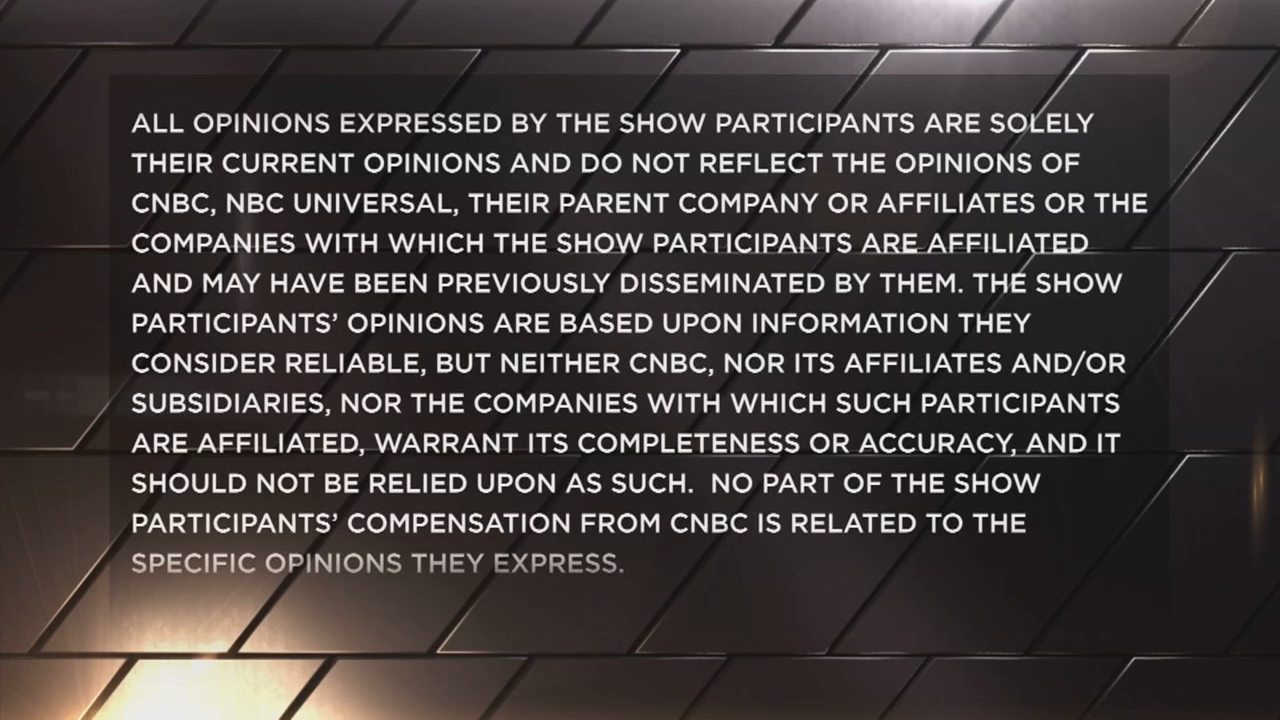 ALL OPINIONS EXPRESSED BY THE SHOW PARTICIPANTS ARE SOLELY
THEIR CURRENT OPINIONS AND DO NOT REFLECT THE OPINIONS OF
CNBC, NBC UNIVERSAL, THEIR PARENT COMPANY OR AFFILIATES OR THE
COMPANIES WITH WHICH THE SHOW PARTICIPANTS ARE AFFILIATED
AND MAY HAVE BEEN PREVIOUSLY DISSEMINATED BY THEM. THE SHOW
PARTICIPANTS’ OPINIONS ARE BASED UPON INFORMATION THEY
CONSIDER RELIABLE, BUT NEITHER CNBC, NOR ITS AFFILIATES AND/OR
SUBSIDIARIES, NOR THE COMPANIES WITH WHICH SUCH PARTICIPANTS
ARE AFFILIATED, WARRANT ITS COMPLETENESS OR ACCURACY, AND IT
SHOULD NOT BE RELIED UPON AS SUCH.  NO PART OF THE SHOW
PARTICIPANTS’ COMPENSATION FROM CNBC IS RELATED TO THE
SPECIFIC OPINIONS THEY EXPRESS.